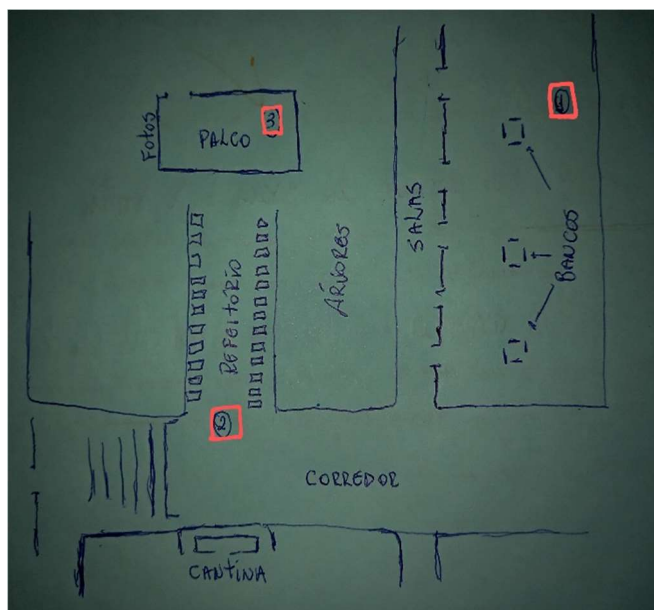 Fotos
PALCO
3
1
SALAS
BANCOS
REFEITÓRIO
ÁRVORES
2
CORREDOR
CANTINA